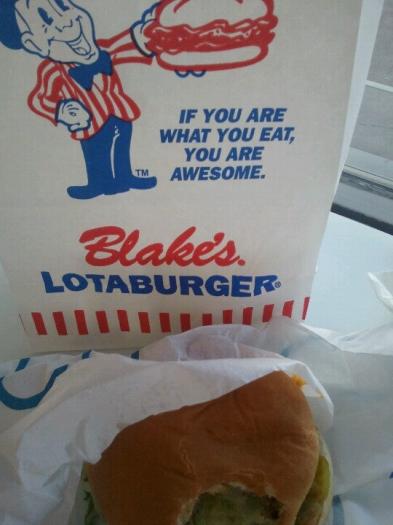 IF YOU ARE
WHAT YOU EAT,
YOU ARE
AWESOME.
TM
Blake's.
LOTABURGER®